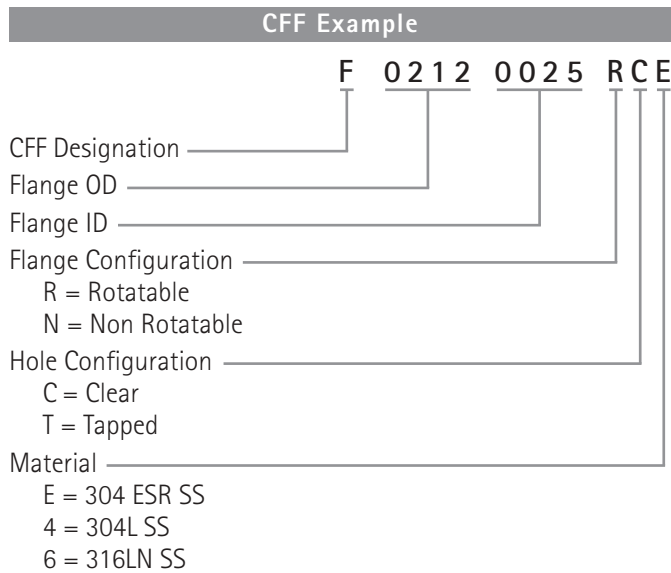 CFF Example
F 0212 0025 R C E
CFF Designation
Flange OD
Flange ID
Flange Configuration
R = Rotatable
N = Non Rotatable
Hole Configuration
C = Clear
T = Tapped
Material
E = 304 ESR SS
4 = 304L SS
6 = 316LN SS